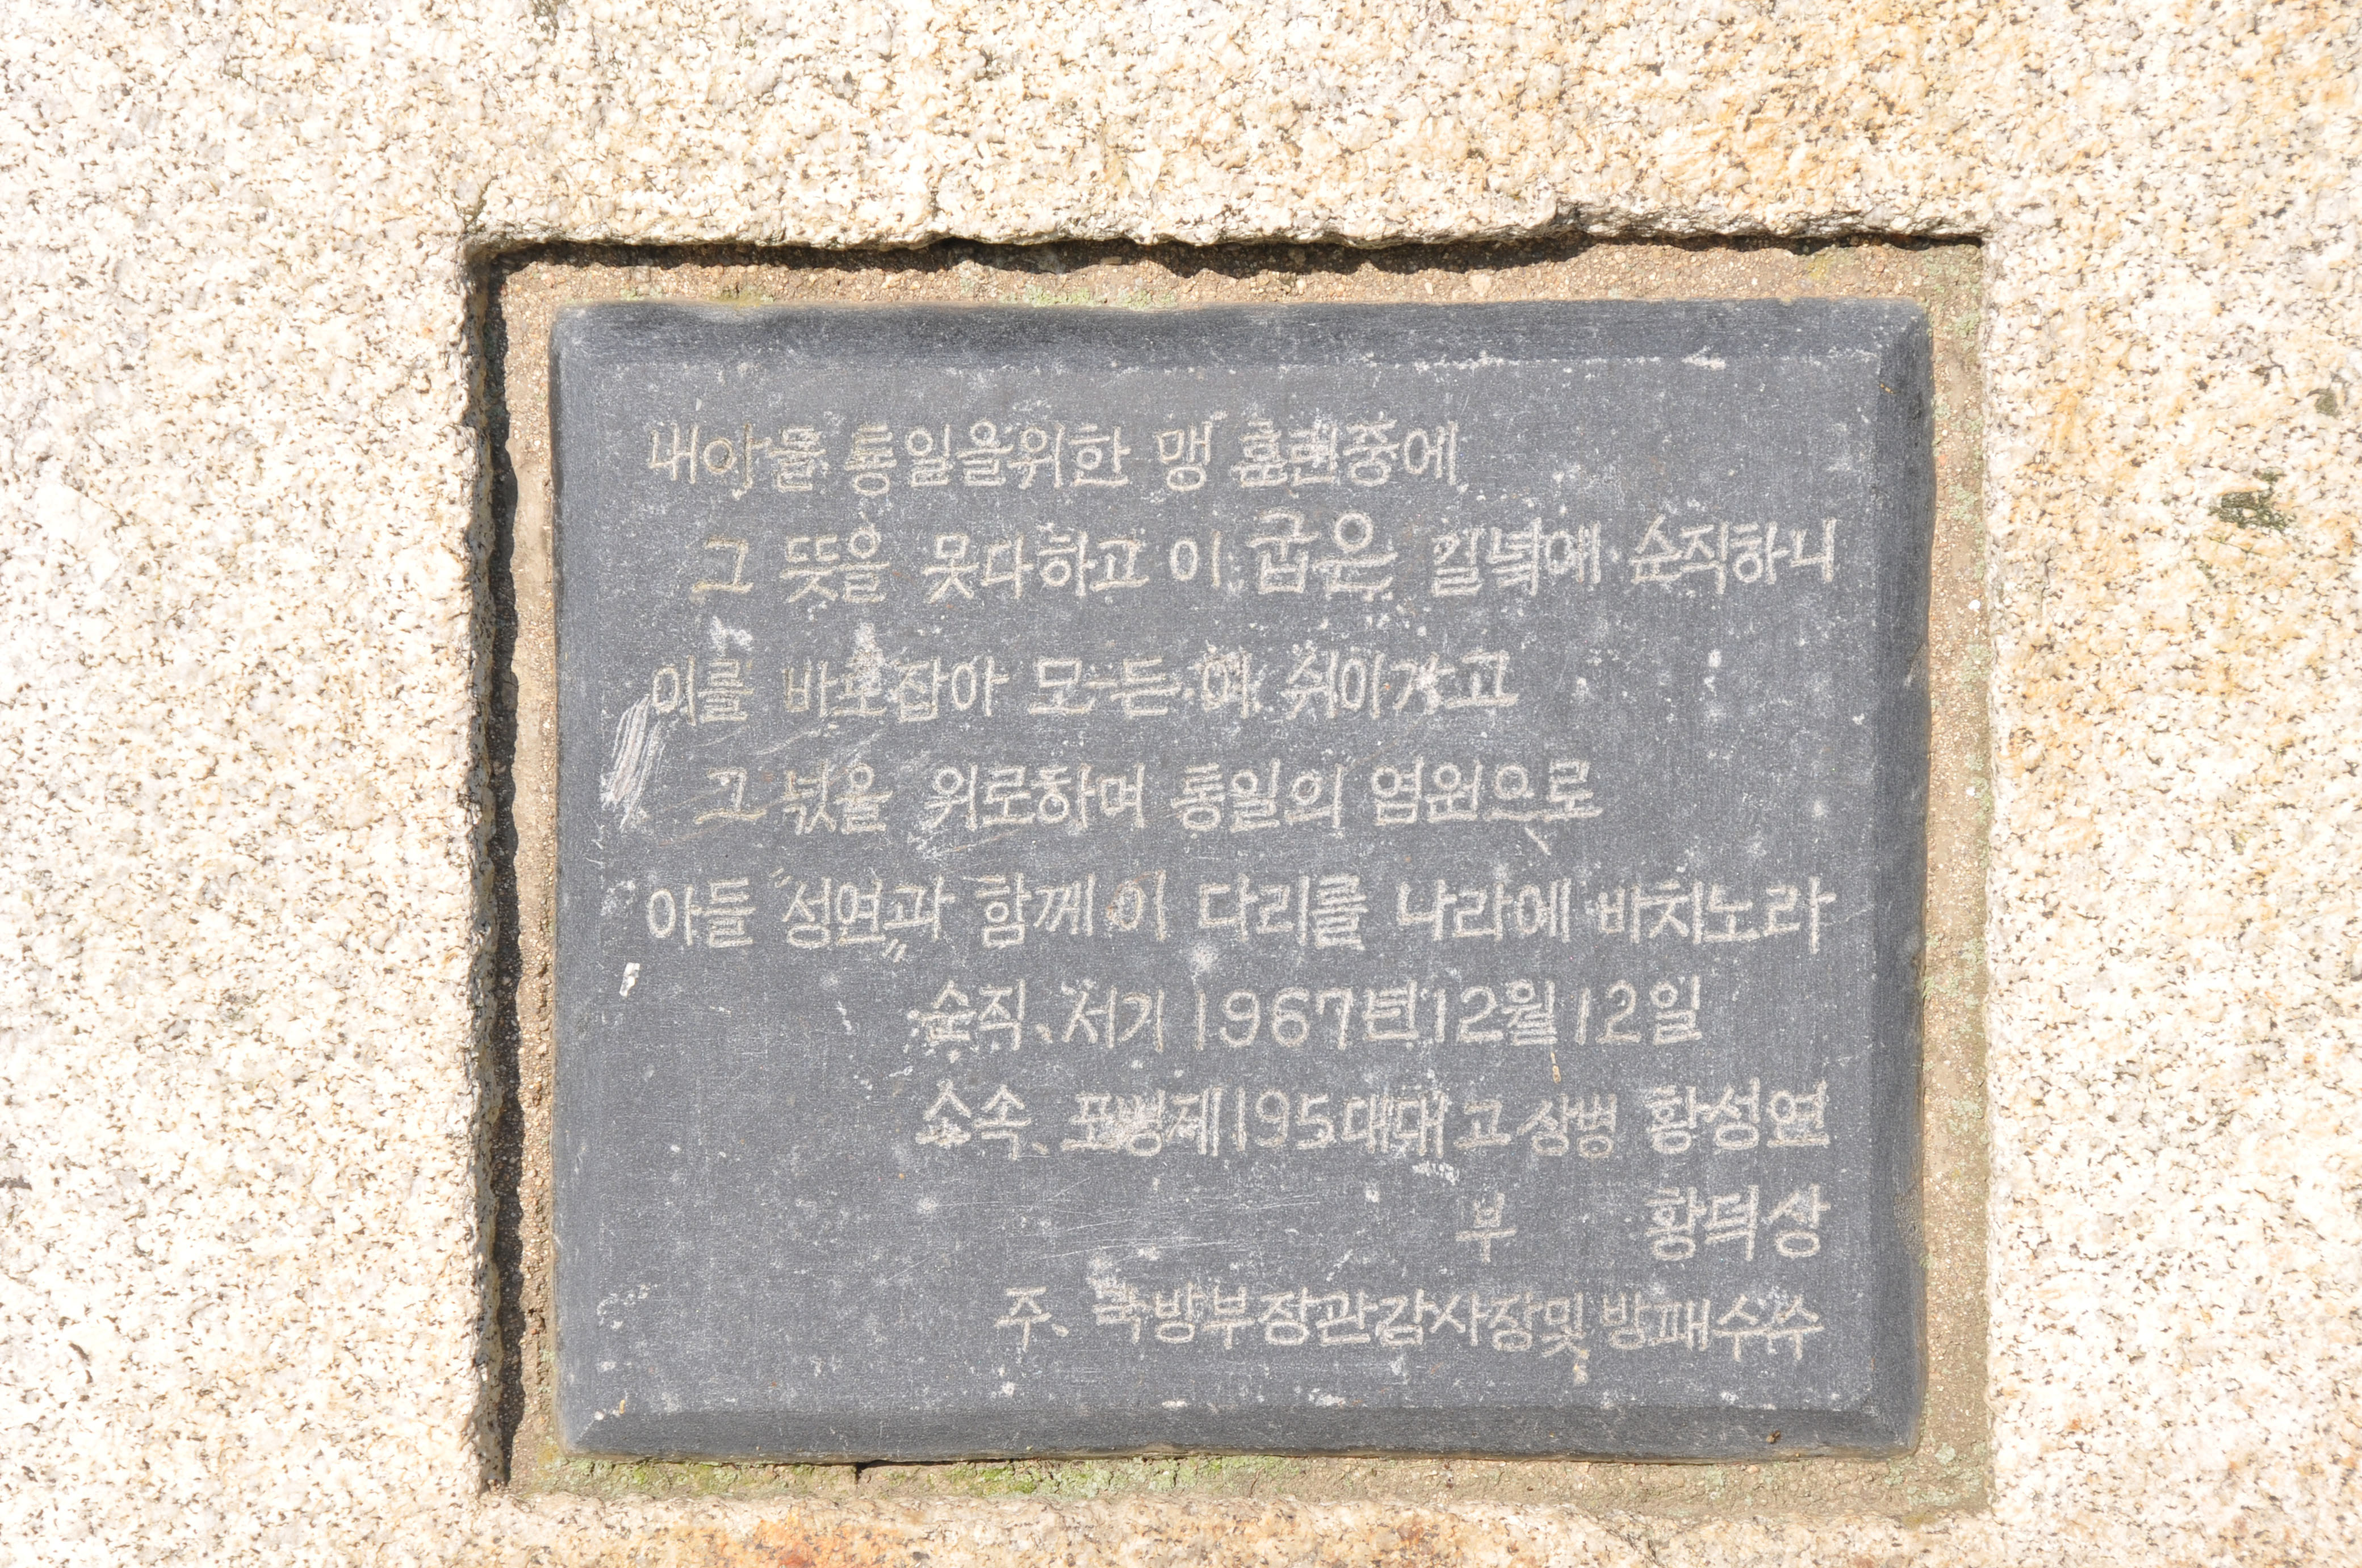 내아들 통일을위한 맹 훈련중에
그 뜻을 못다하고 이 굽은 길녘에 순직하니
이를 바로잡아 모든 이 쉬어가고
그 넋을 위로하며 통일의 염원으로
아들 "성연"과 함께 이 다리를 나라에 바치노라
순직. 서기 1967년 12월 12일
소속. 포병제195대대 고 상병 황성연
부 황덕상
주. 국방부장관감사장및 방패수수